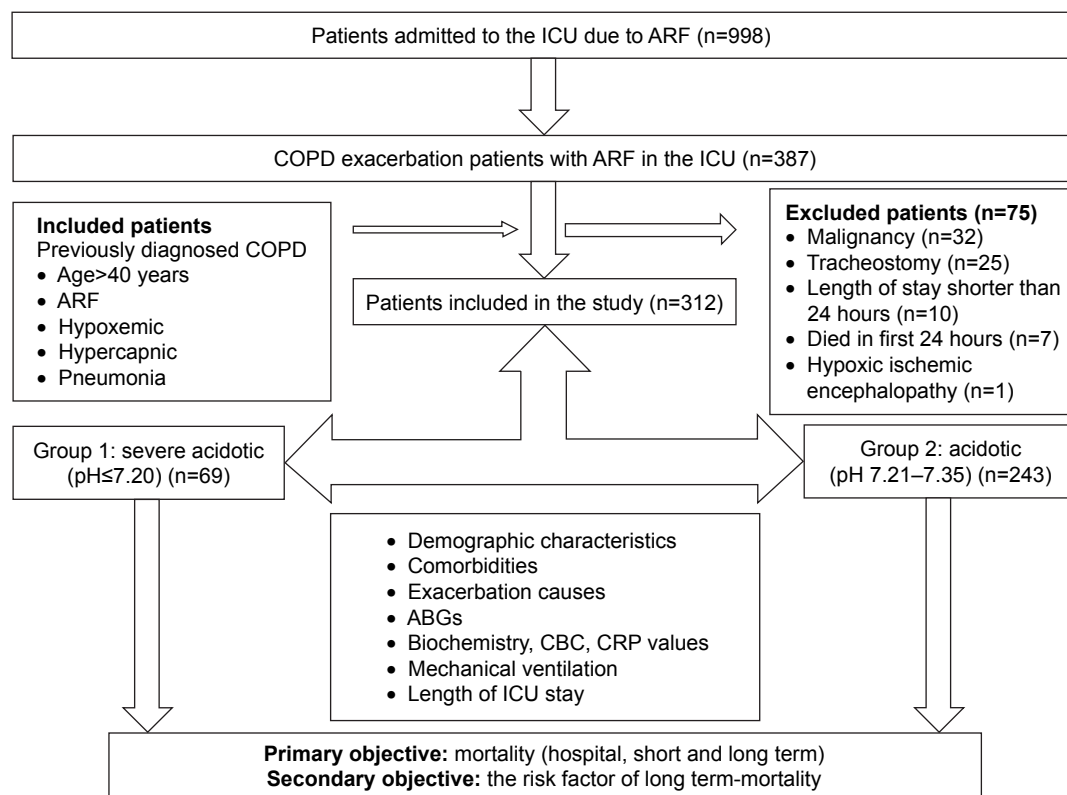 Patients admitted to the ICU due to ARF (n=998)
COPD exacerbation patients with ARF in the ICU (n=387)
Included patients
Previously diagnosed COPD
• Age>40 years
• ARF
• Hypoxemic
• Hypercapnic
• Pneumonia
Excluded patients (n=75)
• Malignancy (n=32)
• Tracheostomy (n=25)
• Length of stay shorter than
24 hours (n=10)
• Died in first 24 hours (n=7)
• Hypoxic ischemic
encephalopathy (n=1)
Patients included in the study (n=312)
Group 1: severe acidotic
(pH≤7.20) (n=69)
Group 2: acidotic
(pH 7.21–7.35) (n=243)
• Demographic characteristics
• Comorbidities
• Exacerbation causes
• ABGs
• Biochemistry, CBC, CRP values
• Mechanical ventilation
• Length of ICU stay
Primary objective: mortality (hospital, short and long term)
Secondary objective: the risk factor of long term-mortality